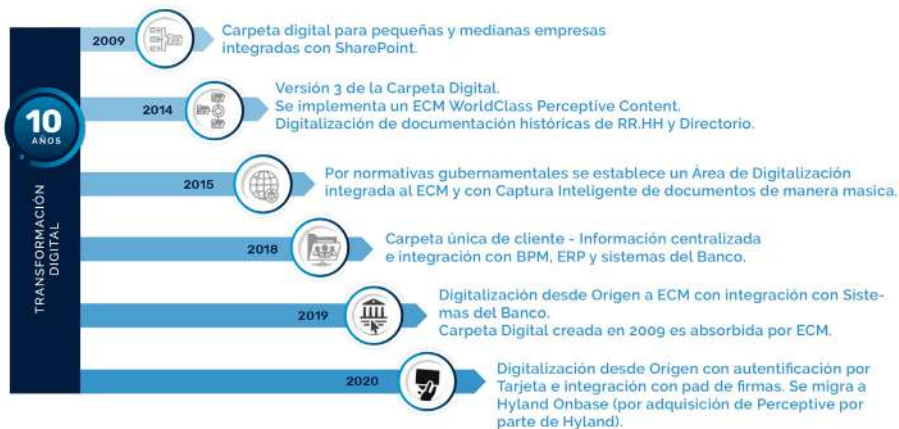 2009
Carpeta digital para pequeñas y medianas empresas
integradas con SharePoint.
10
AÑOS
TRANSFORMACIÓN
DIGITAL
2014
Versión 3 de la Carpeta Digital.
Se implementa un ECM WorldClass Perceptive Content.
Digitalización de documentación históricas de RR.HH y Directorio.
2015
Por normativas gubernamentales se establece un Área de Digitalización
integrada al ECM y con Captura Inteligente de documentos de manera masica.
2018
Carpeta única de cliente - Información centralizada
e integración con BPM, ERP y sistemas del Banco.
2019
Digitalización desde Orígen a ECM con integración con Siste-
mas del Banco.
Carpeta Digital creada en 2009 es absorbida por ECM.
2020
Digitalización desde Orígen con autentificación por
Tarjeta e integración con pad de firmas. Se migra a
Hyland Onbase (por adquisición de Perceptive por
parte de Hyland).